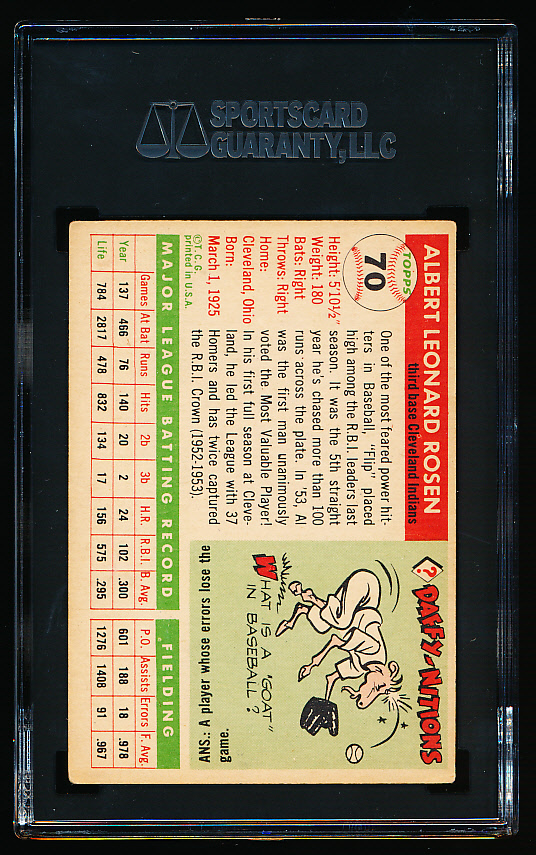 SPORTSCARD
GUARANTY, LLC
TOPPS
70
ALBERT LEONARD ROSEN
third base Cleveland Indians
Height: 5'10½"
Weight: 180
Bats: Right
Throws: Right
Home:
Cleveland, Ohio
Born:
March 1, 1925
©T. C. G.
printed in U.S.A.
One of the most feared power hit-
ters in Baseball, "Flip" placed
high among the R.B.I. leaders last
season. It was the 5th straight
year he's chased more than 100
runs across the plate. In '53, Al
was the first man unanimously
voted the Most Valuable Player!
In his first full season at Cleve-
land, he led the League with 37
Homers and has twice captured
the R.B.I. Crown (1952-1953).
? DAFFY-NITIONS
WHAT IS A "GOAT"
IN BASEBALL?
ANS.: A player whose errors lose the
game.
MAJOR LEAGUE BATTING RECORD
FIELDING
Games At Bat Runs Hits 2b 3b H.R. R.B.I. B. Avg. P.O. Assists Errors F. Avg.
Year 137 466 76 140 20 2 24 102 .300 601 188 18 .978
Life 784 2817 478 832 134 17 156 575 .295 1276 1408 91 .967